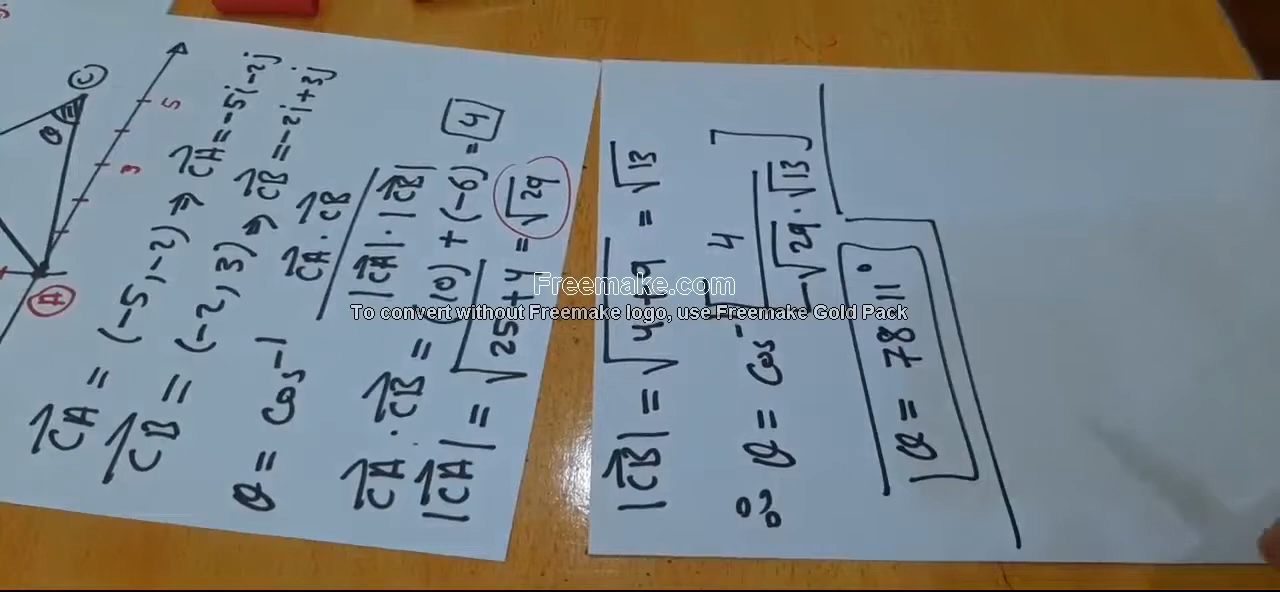 C
θ
5
3
A
CA = (-5, -2) ⇒ CA = -5i -2j
CB = (-2, 3) ⇒ CB = -2i + 3j
θ = cos⁻¹ CA · CB / |CA| · |CB|
CA · CB = (10) + (-6) = 4
|CA| = √25+4 = √29
|CB| = √4+9 = √13
∴ θ = cos⁻¹ [ 4 / √29 · √13 ]
θ = 78 11°
Freemake.com
To convert without Freemake logo, use Freemake Gold Pack